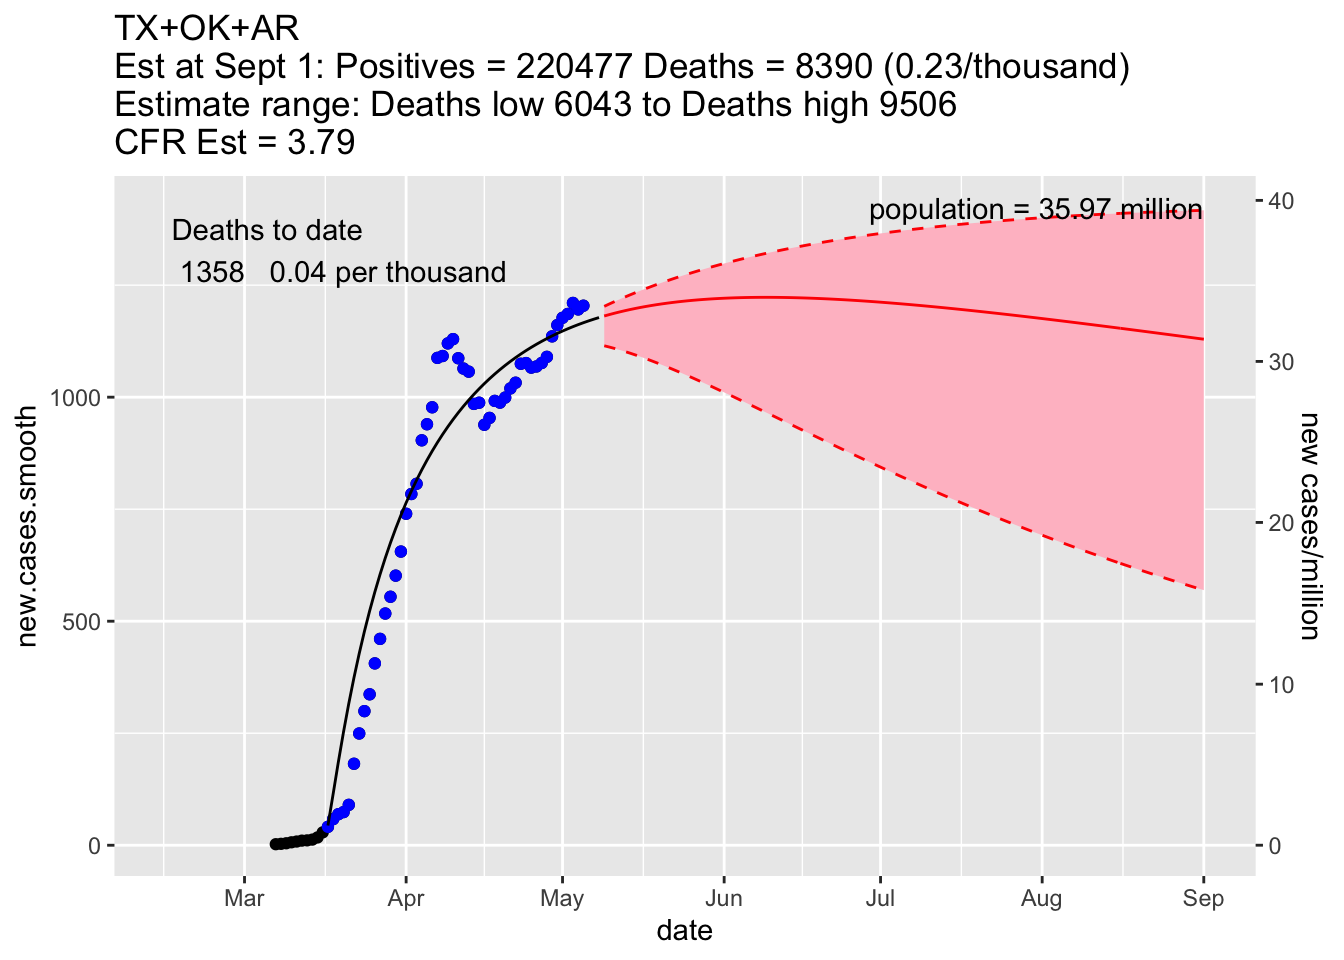 TX+OK+AR
Est at Sept 1: Positives = 220477 Deaths = 8390 (0.23/thousand)
Estimate range: Deaths low 6043 to Deaths high 9506
CFR Est = 3.79
population = 35.97 million
Deaths to date
1358 0.04 per thousand
new.cases.smooth
1000
500
0
40
30
20
10
0
new cases/million
Mar Apr May Jun Jul Aug Sep
date